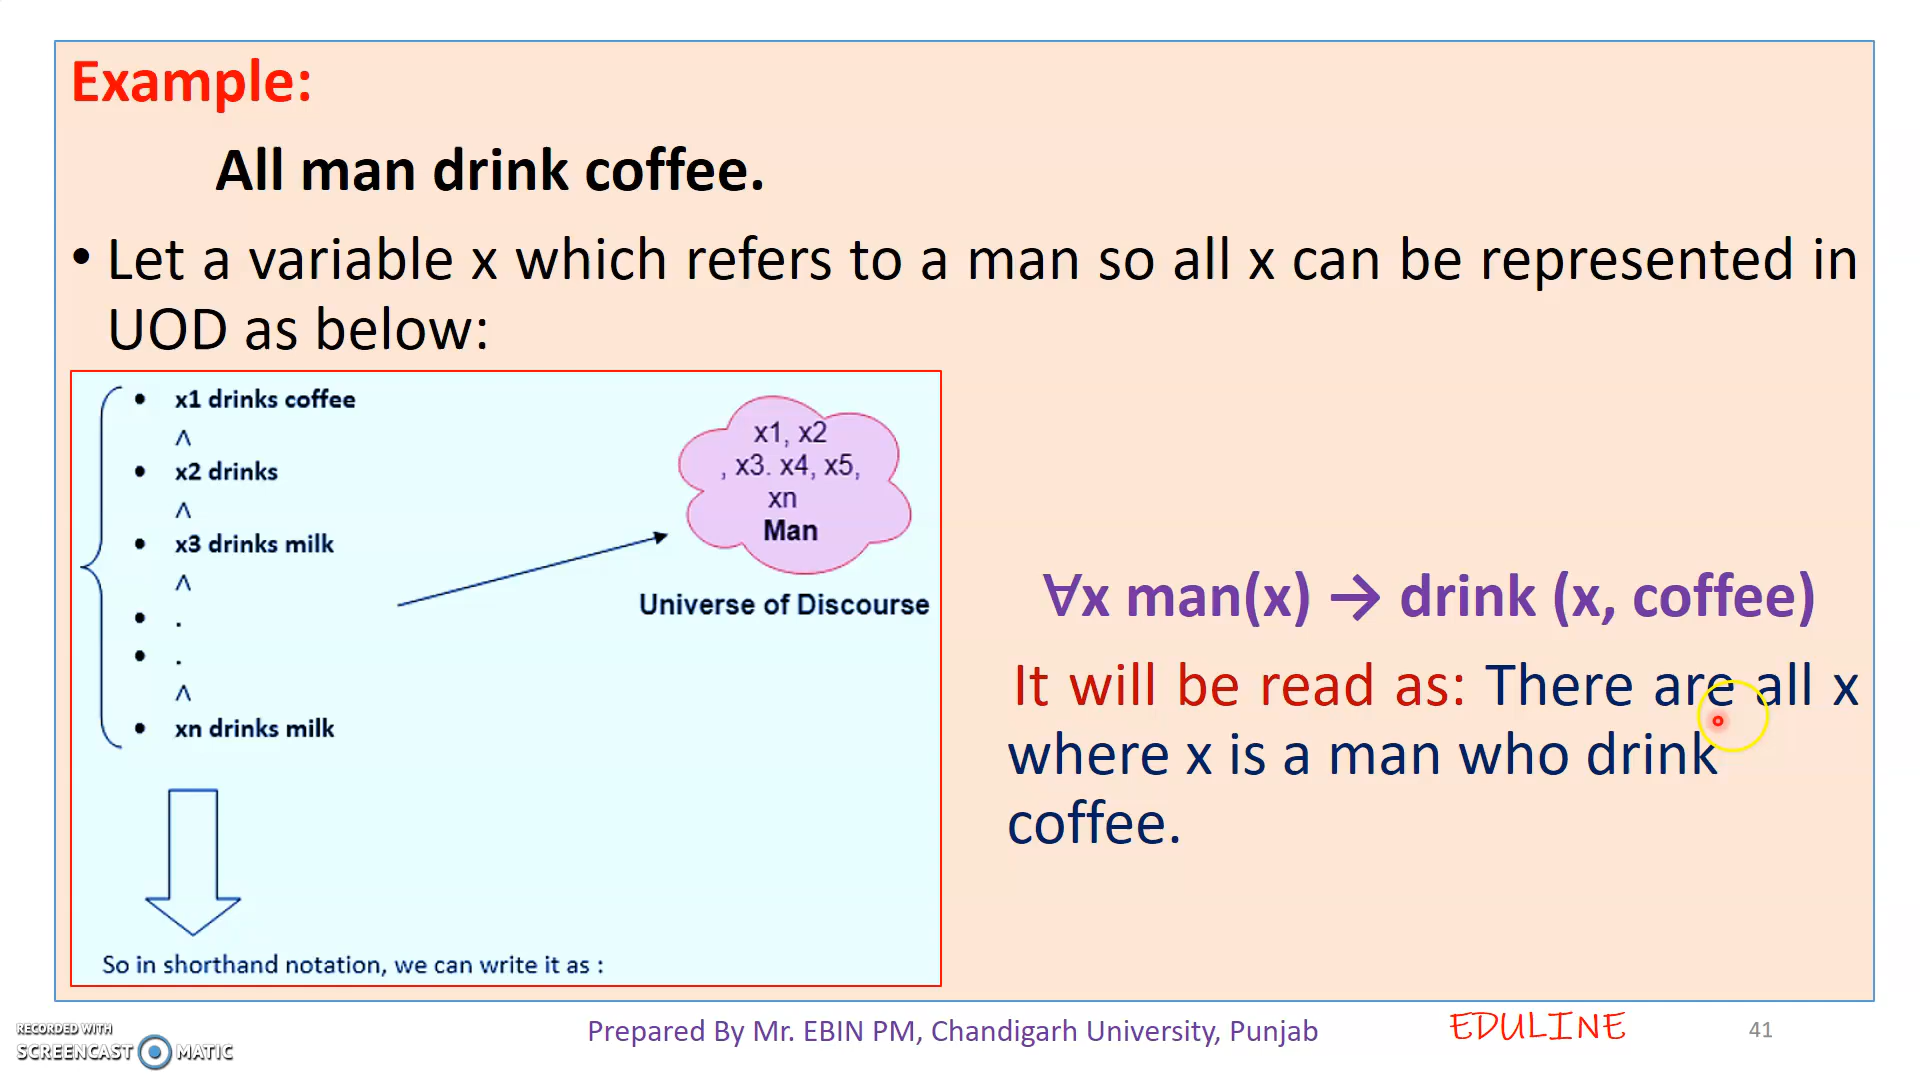 Example:
All man drink coffee.
• Let a variable x which refers to a man so all x can be represented in
UOD as below:
• x1 drinks coffee
^
• x2 drinks
^
• x3 drinks milk
^
• .
• .
^
• xn drinks milk
x1, x2
, x3. x4, x5,
xn
Man
Universe of Discourse
So in shorthand notation, we can write it as :
∀x man(x) → drink (x, coffee)
It will be read as: There are all x
where x is a man who drink
coffee.
RECORDED WITH
SCREENCAST MATIC
Prepared By Mr. EBIN PM, Chandigarh University, Punjab
EDULINE
41